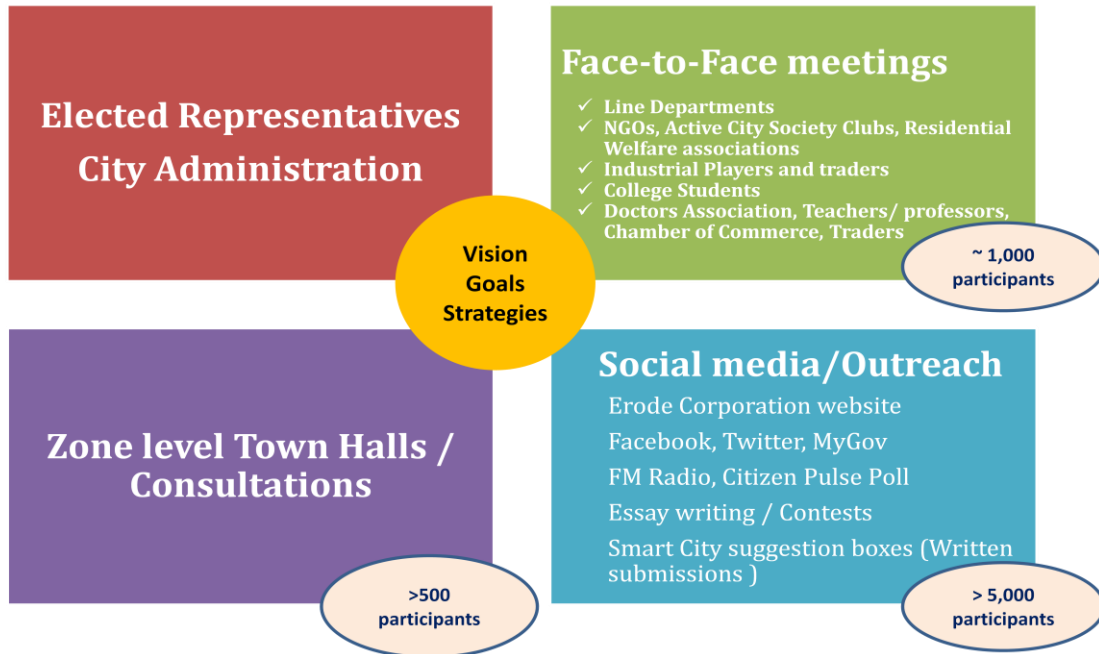 Elected Representatives
City Administration
Face-to-Face meetings
✓ Line Departments
✓ NGOs, Active City Society Clubs, Residential
Welfare associations
✓ Industrial Players and traders
✓ College Students
✓ Doctors Association, Teachers/ professors,
Chamber of Commerce, Traders
~ 1,000
participants
Vision
Goals
Strategies
Zone level Town Halls /
Consultations
>500
participants
Social media/Outreach
Erode Corporation website
Facebook, Twitter, MyGov
FM Radio, Citizen Pulse Poll
Essay writing / Contests
Smart City suggestion boxes (Written
submissions )
> 5,000
participants